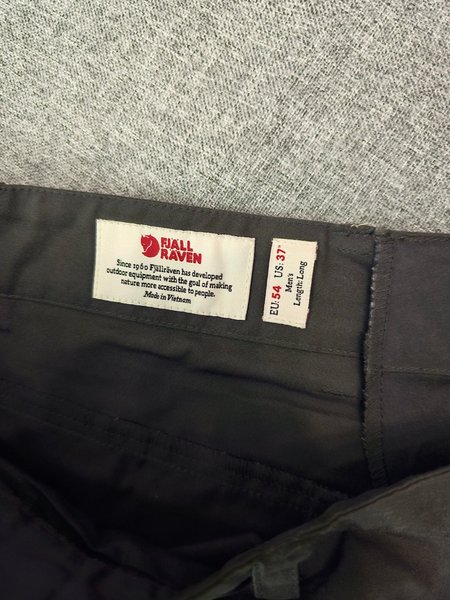 FJÄLL
RÄVEN
Since 1960 Fjällräven has developed
outdoor equipment with the goal of making
nature more accessible to people.
Made in Vietnam
EU: 54 US: 37"
Men's
Length: Long